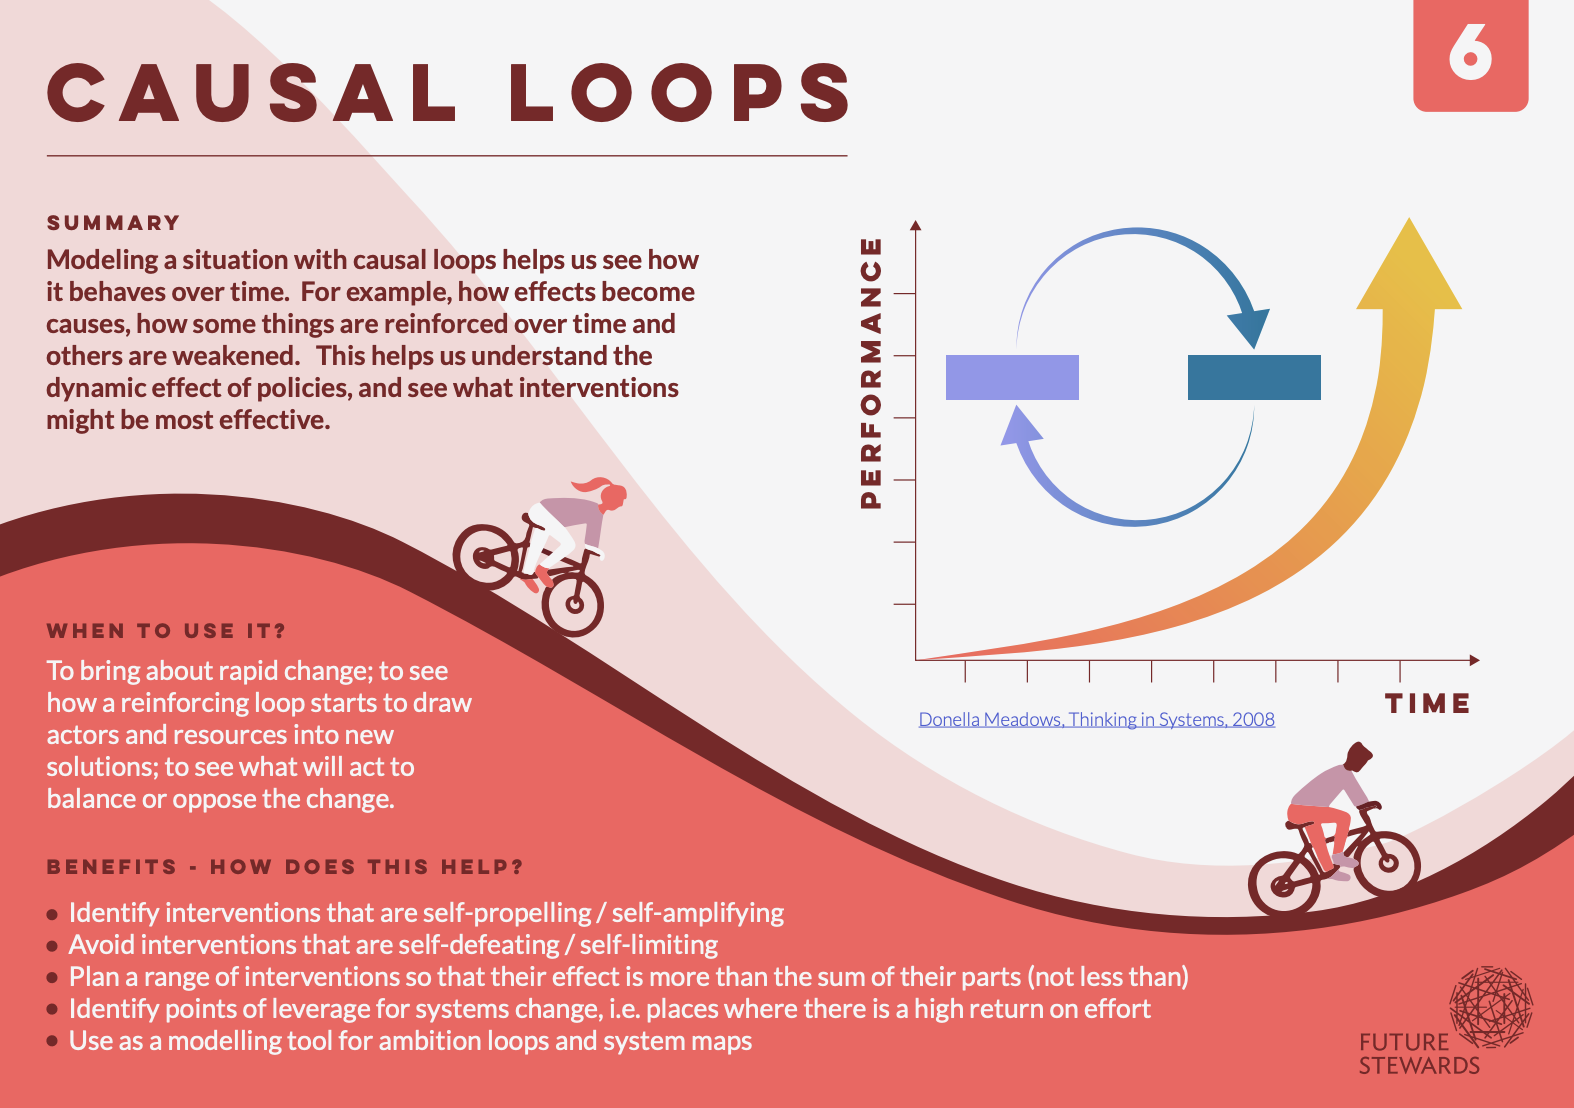 6
CAUSAL LOOPS
SUMMARY
Modeling a situation with causal loops helps us see how
it behaves over time.  For example, how effects become
causes, how some things are reinforced over time and
others are weakened.   This helps us understand the
dynamic effect of policies, and see what interventions
might be most effective.
PERFORMANCE
TIME
Donella Meadows, Thinking in Systems, 2008
WHEN TO USE IT?
To bring about rapid change; to see
how a reinforcing loop starts to draw
actors and resources into new
solutions; to see what will act to
balance or oppose the change.
BENEFITS - HOW DOES THIS HELP?
● Identify interventions that are self-propelling / self-amplifying
● Avoid interventions that are self-defeating / self-limiting
● Plan a range of interventions so that their effect is more than the sum of their parts (not less than)
● Identify points of leverage for systems change, i.e. places where there is a high return on effort
● Use as a modelling tool for ambition loops and system maps
FUTURE
STEWARDS